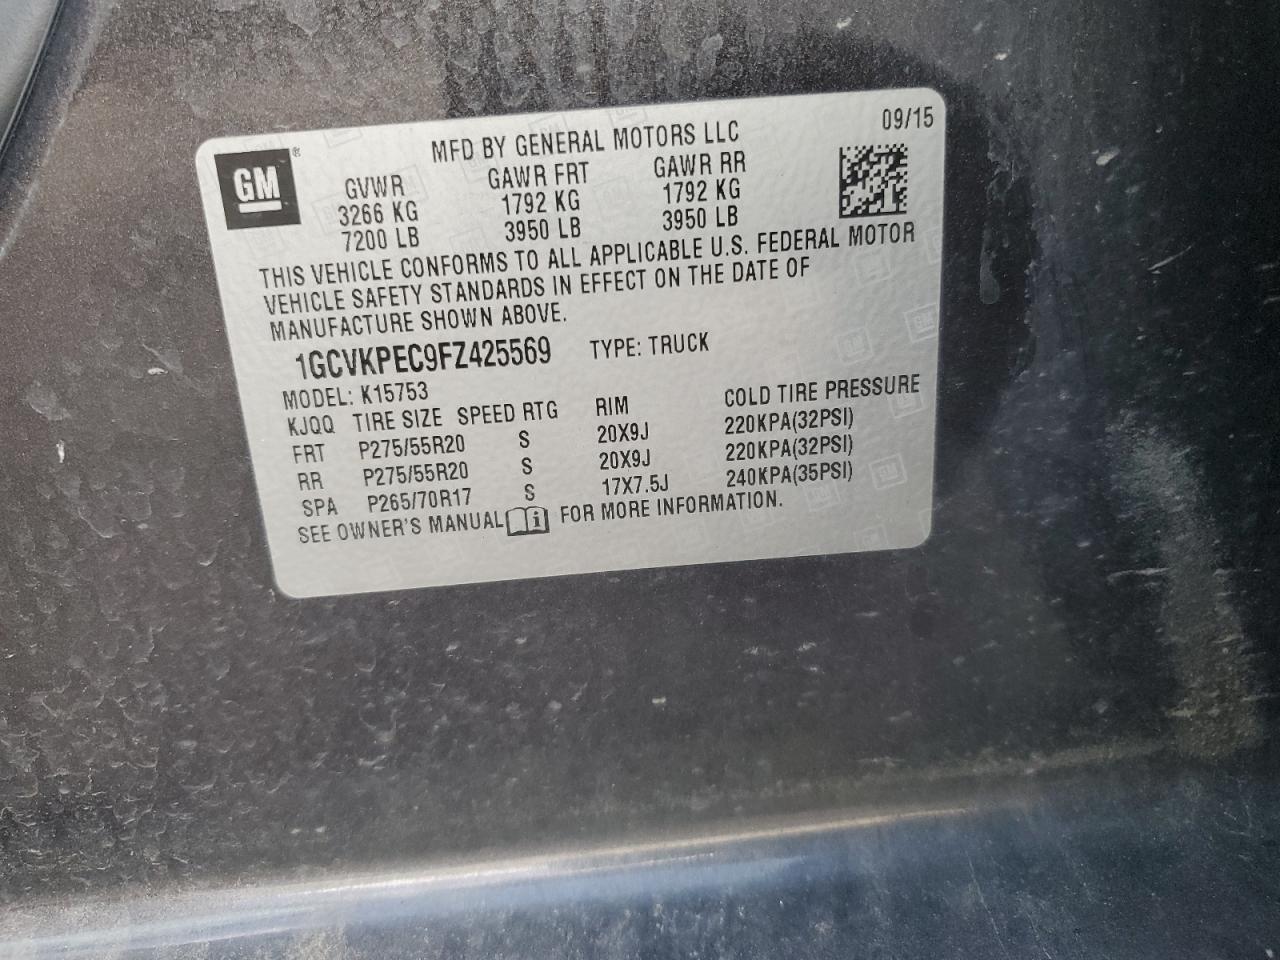 09/15
GM ®
MFD BY GENERAL MOTORS LLC
GVWR GAWR FRT GAWR RR
3266 KG 1792 KG 1792 KG
7200 LB 3950 LB 3950 LB
THIS VEHICLE CONFORMS TO ALL APPLICABLE U.S. FEDERAL MOTOR
VEHICLE SAFETY STANDARDS IN EFFECT ON THE DATE OF
MANUFACTURE SHOWN ABOVE.
1GCVKPEC9FZ425569 TYPE: TRUCK
MODEL: K15753
KJQQ TIRE SIZE SPEED RTG RIM COLD TIRE PRESSURE
FRT P275/55R20 S 20X9J 220KPA(32PSI)
RR P275/55R20 S 20X9J 220KPA(32PSI)
SPA P265/70R17 S 17X7.5J 240KPA(35PSI)
SEE OWNER'S MANUAL i FOR MORE INFORMATION.